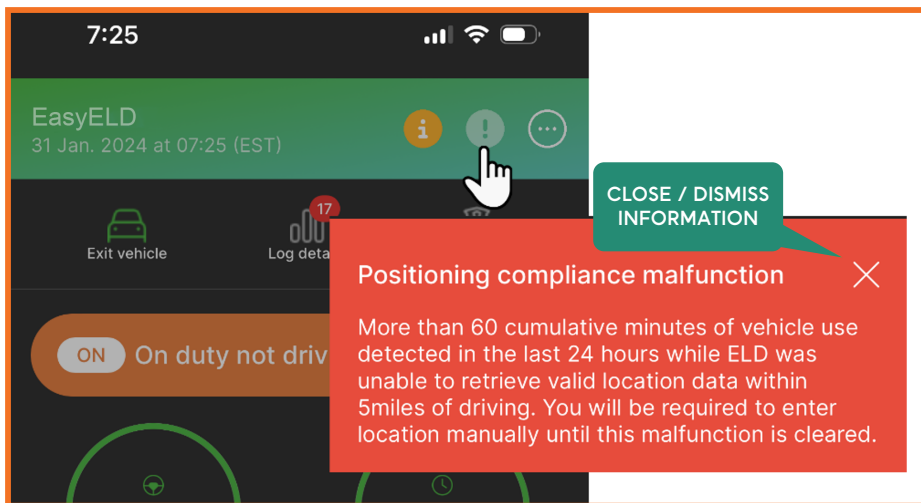 7:25
EasyELD
31 Jan. 2024 at 07:25 (EST)
CLOSE / DISMISS
INFORMATION
17
Exit vehicle
Log deta
Positioning compliance malfunction
More than 60 cumulative minutes of vehicle use
detected in the last 24 hours while ELD was
unable to retrieve valid location data within
5miles of driving. You will be required to enter
location manually until this malfunction is cleared.
ON On duty not driv